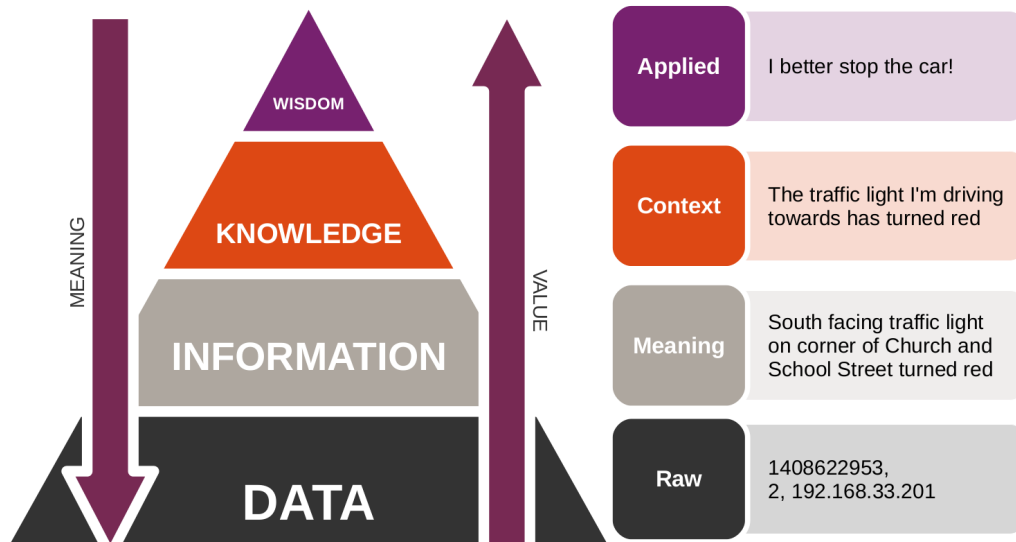 WISDOM
KNOWLEDGE
INFORMATION
DATA
MEANING
VALUE
Applied
I better stop the car!
Context
The traffic light I'm driving
towards has turned red
Meaning
South facing traffic light
on corner of Church and
School Street turned red
Raw
1408622953,
2, 192.168.33.201